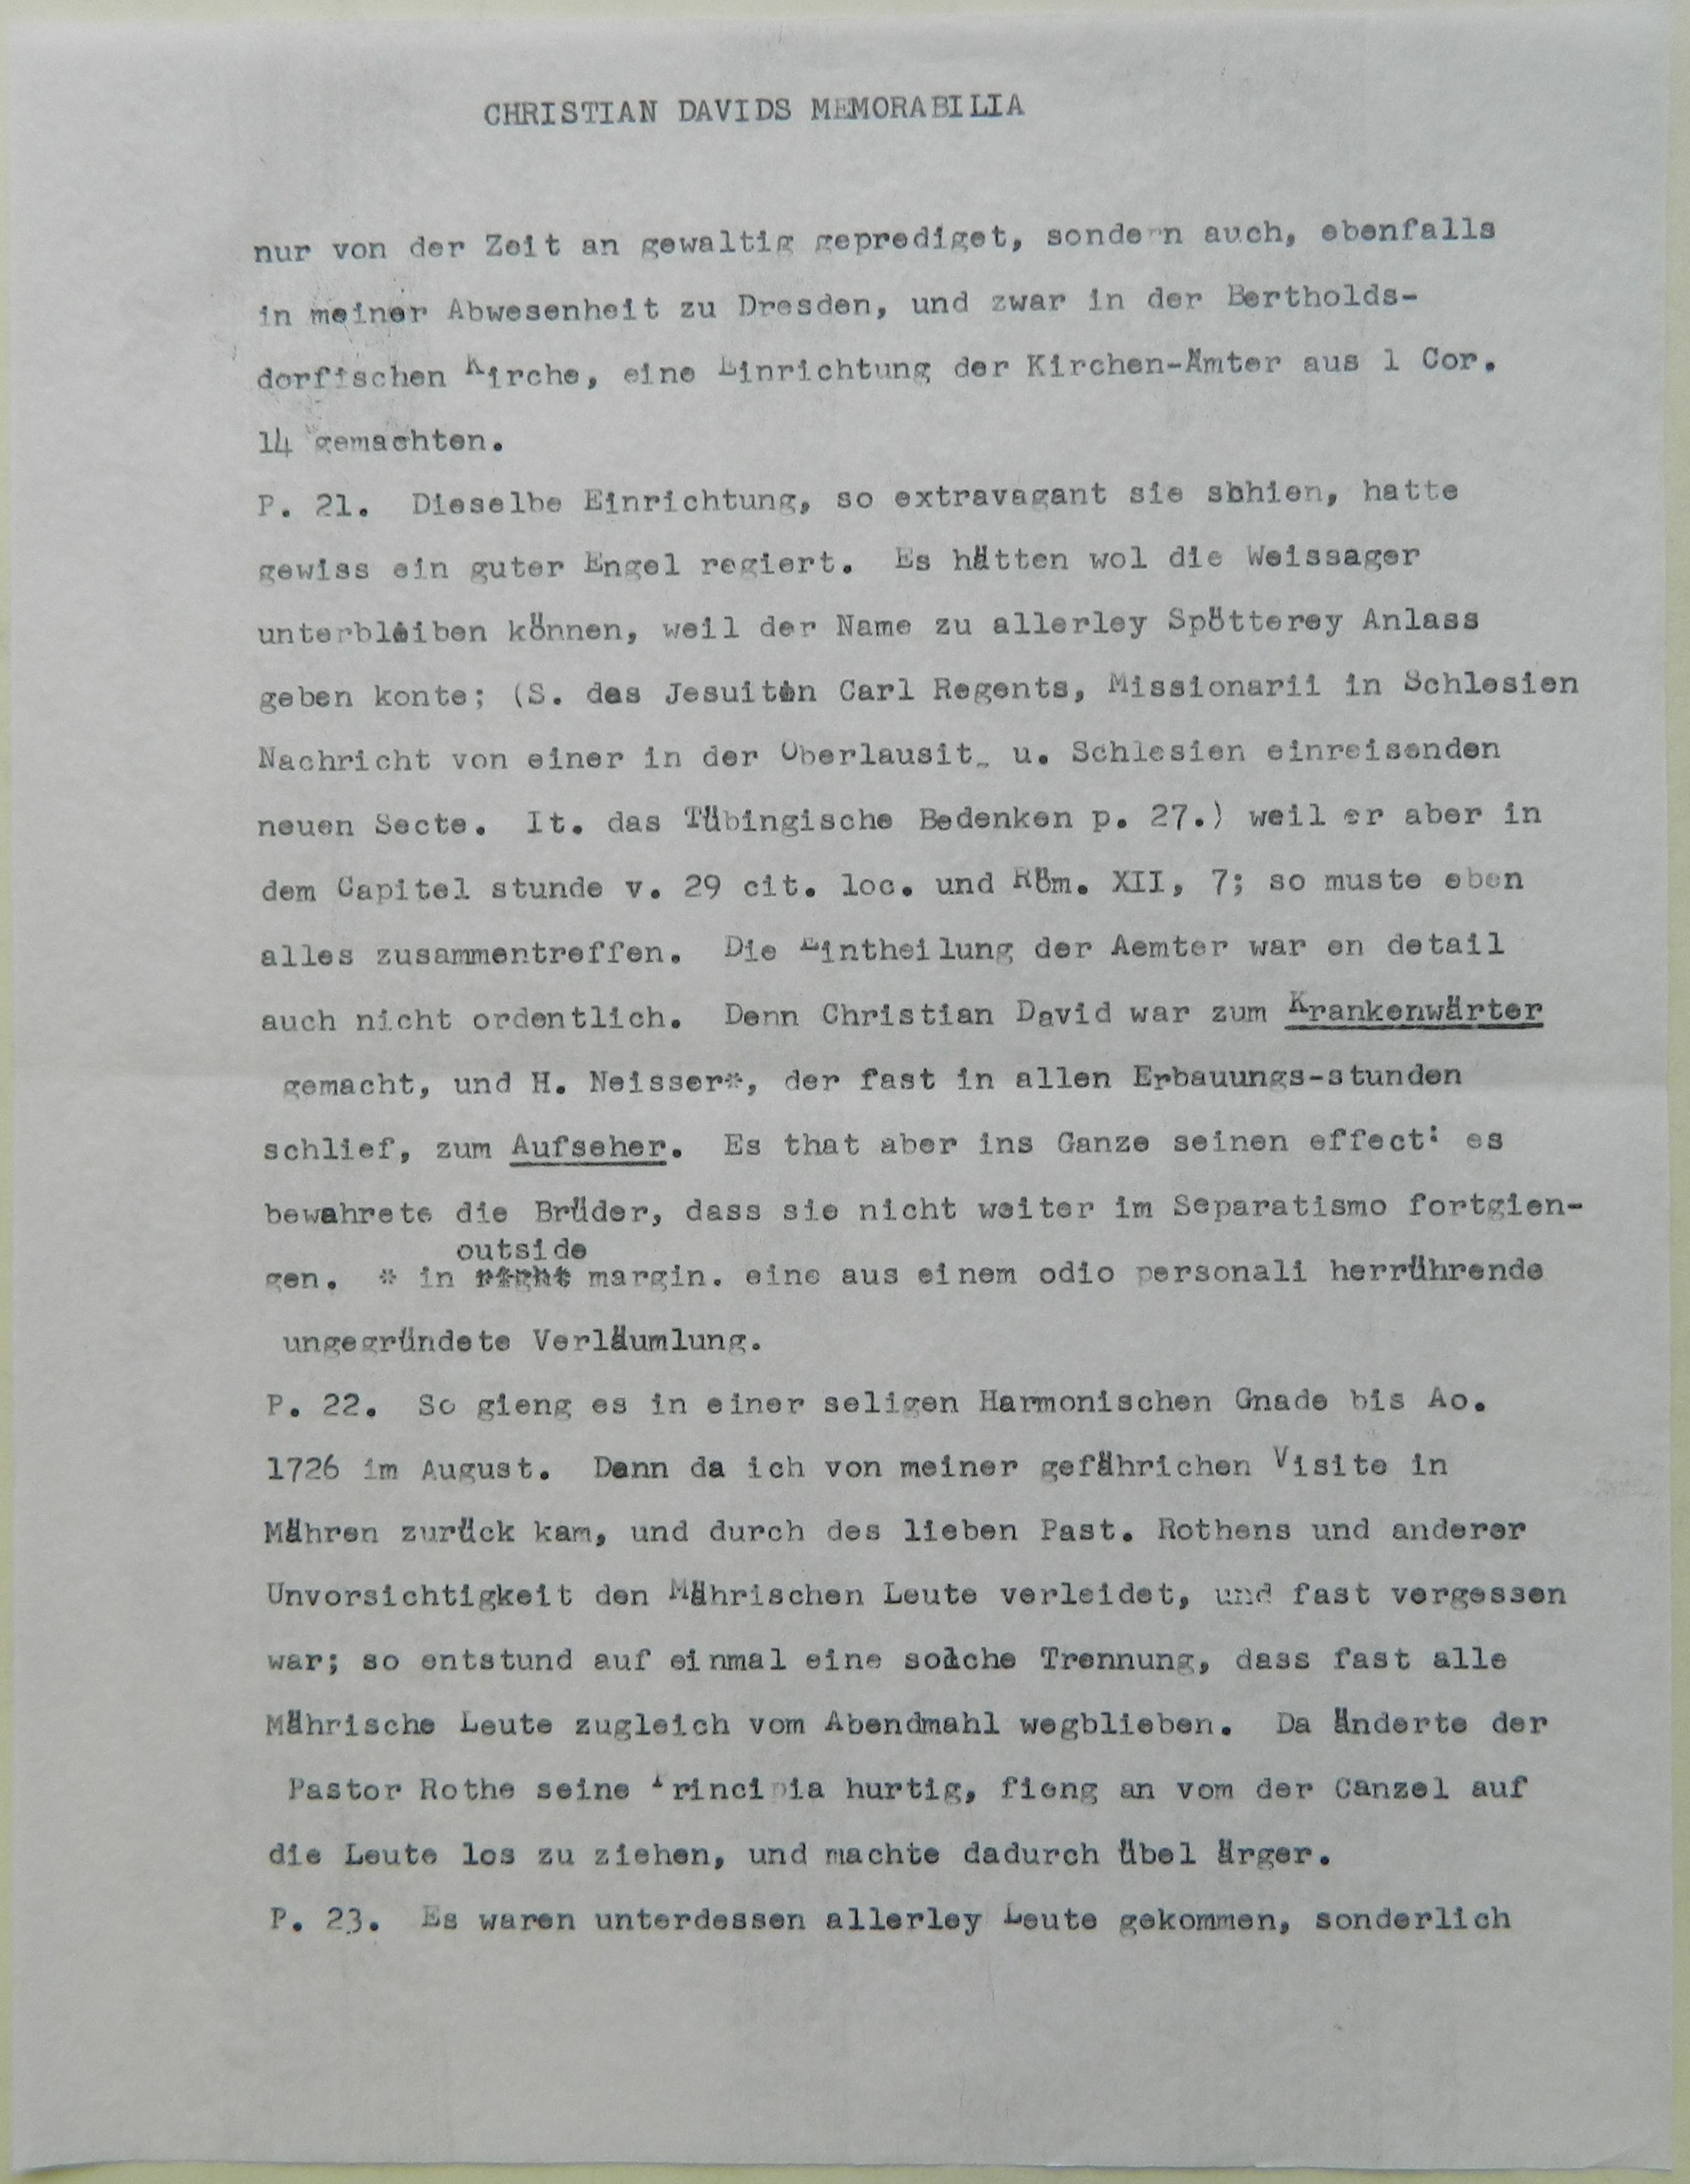 CHRISTIAN DAVIDS MEMORABILIA
nur von der Zeit an gewaltig geprediget, sondern auch, ebenfalls
in meiner Abwesenheit zu Dresden, und zwar in der Bertholds-
dorfischen Kirche, eine Einrichtung der Kirchen-Ämter aus 1 Cor.
14 gemachten.
P. 21. Dieselbe Einrichtung, so extravagant sie schien, hatte
gewiss ein guter Engel regiert. Es hätten wol die Weissager
unterbleiben können, weil der Name zu allerley Spötterey Anlass
geben konte; (S. des Jesuiten Carl Regents, Missionarii in Schlesien
Nachricht von einer in der Oberlausit_ u. Schlesien einreisenden
neuen Secte. It. das Tübingische Bedenken p. 27.) weil er aber in
dem Capitel stunde v. 29 cit. loc. und Röm. XII, 7; so muste eben
alles zusammentreffen. Die Eintheilung der Aemter war en detail
auch nicht ordentlich. Denn Christian David war zum Krankenwärter
gemacht, und H. Neisser*, der fast in allen Erbauungs-stunden
schlief, zum Aufseher. Es that aber ins Ganze seinen effect: es
bewahrete die Brüder, dass sie nicht weiter im Separatismo fortgien-
outside
gen. * in right margin. eine aus einem odio personali herrührende
ungegründete Verläumlung.
P. 22. So gieng es in einer seligen Harmonischen Gnade bis Ao.
1726 im August. Denn da ich von meiner gefährichen Visite in
Mähren zurück kam, und durch des lieben Past. Rothens und anderer
Unvorsichtigkeit den Mährischen Leute verleidet, und fast vergessen
war; so entstund auf einmal eine solche Trennung, dass fast alle
Mährische Leute zugleich vom Abendmahl wegblieben. Da änderte der
Pastor Rothe seine Principia hurtig, fieng an vom der Canzel auf
die Leute los zu ziehen, und machte dadurch übel ärger.
P. 23. Es waren unterdessen allerley Leute gekommen, sonderlich